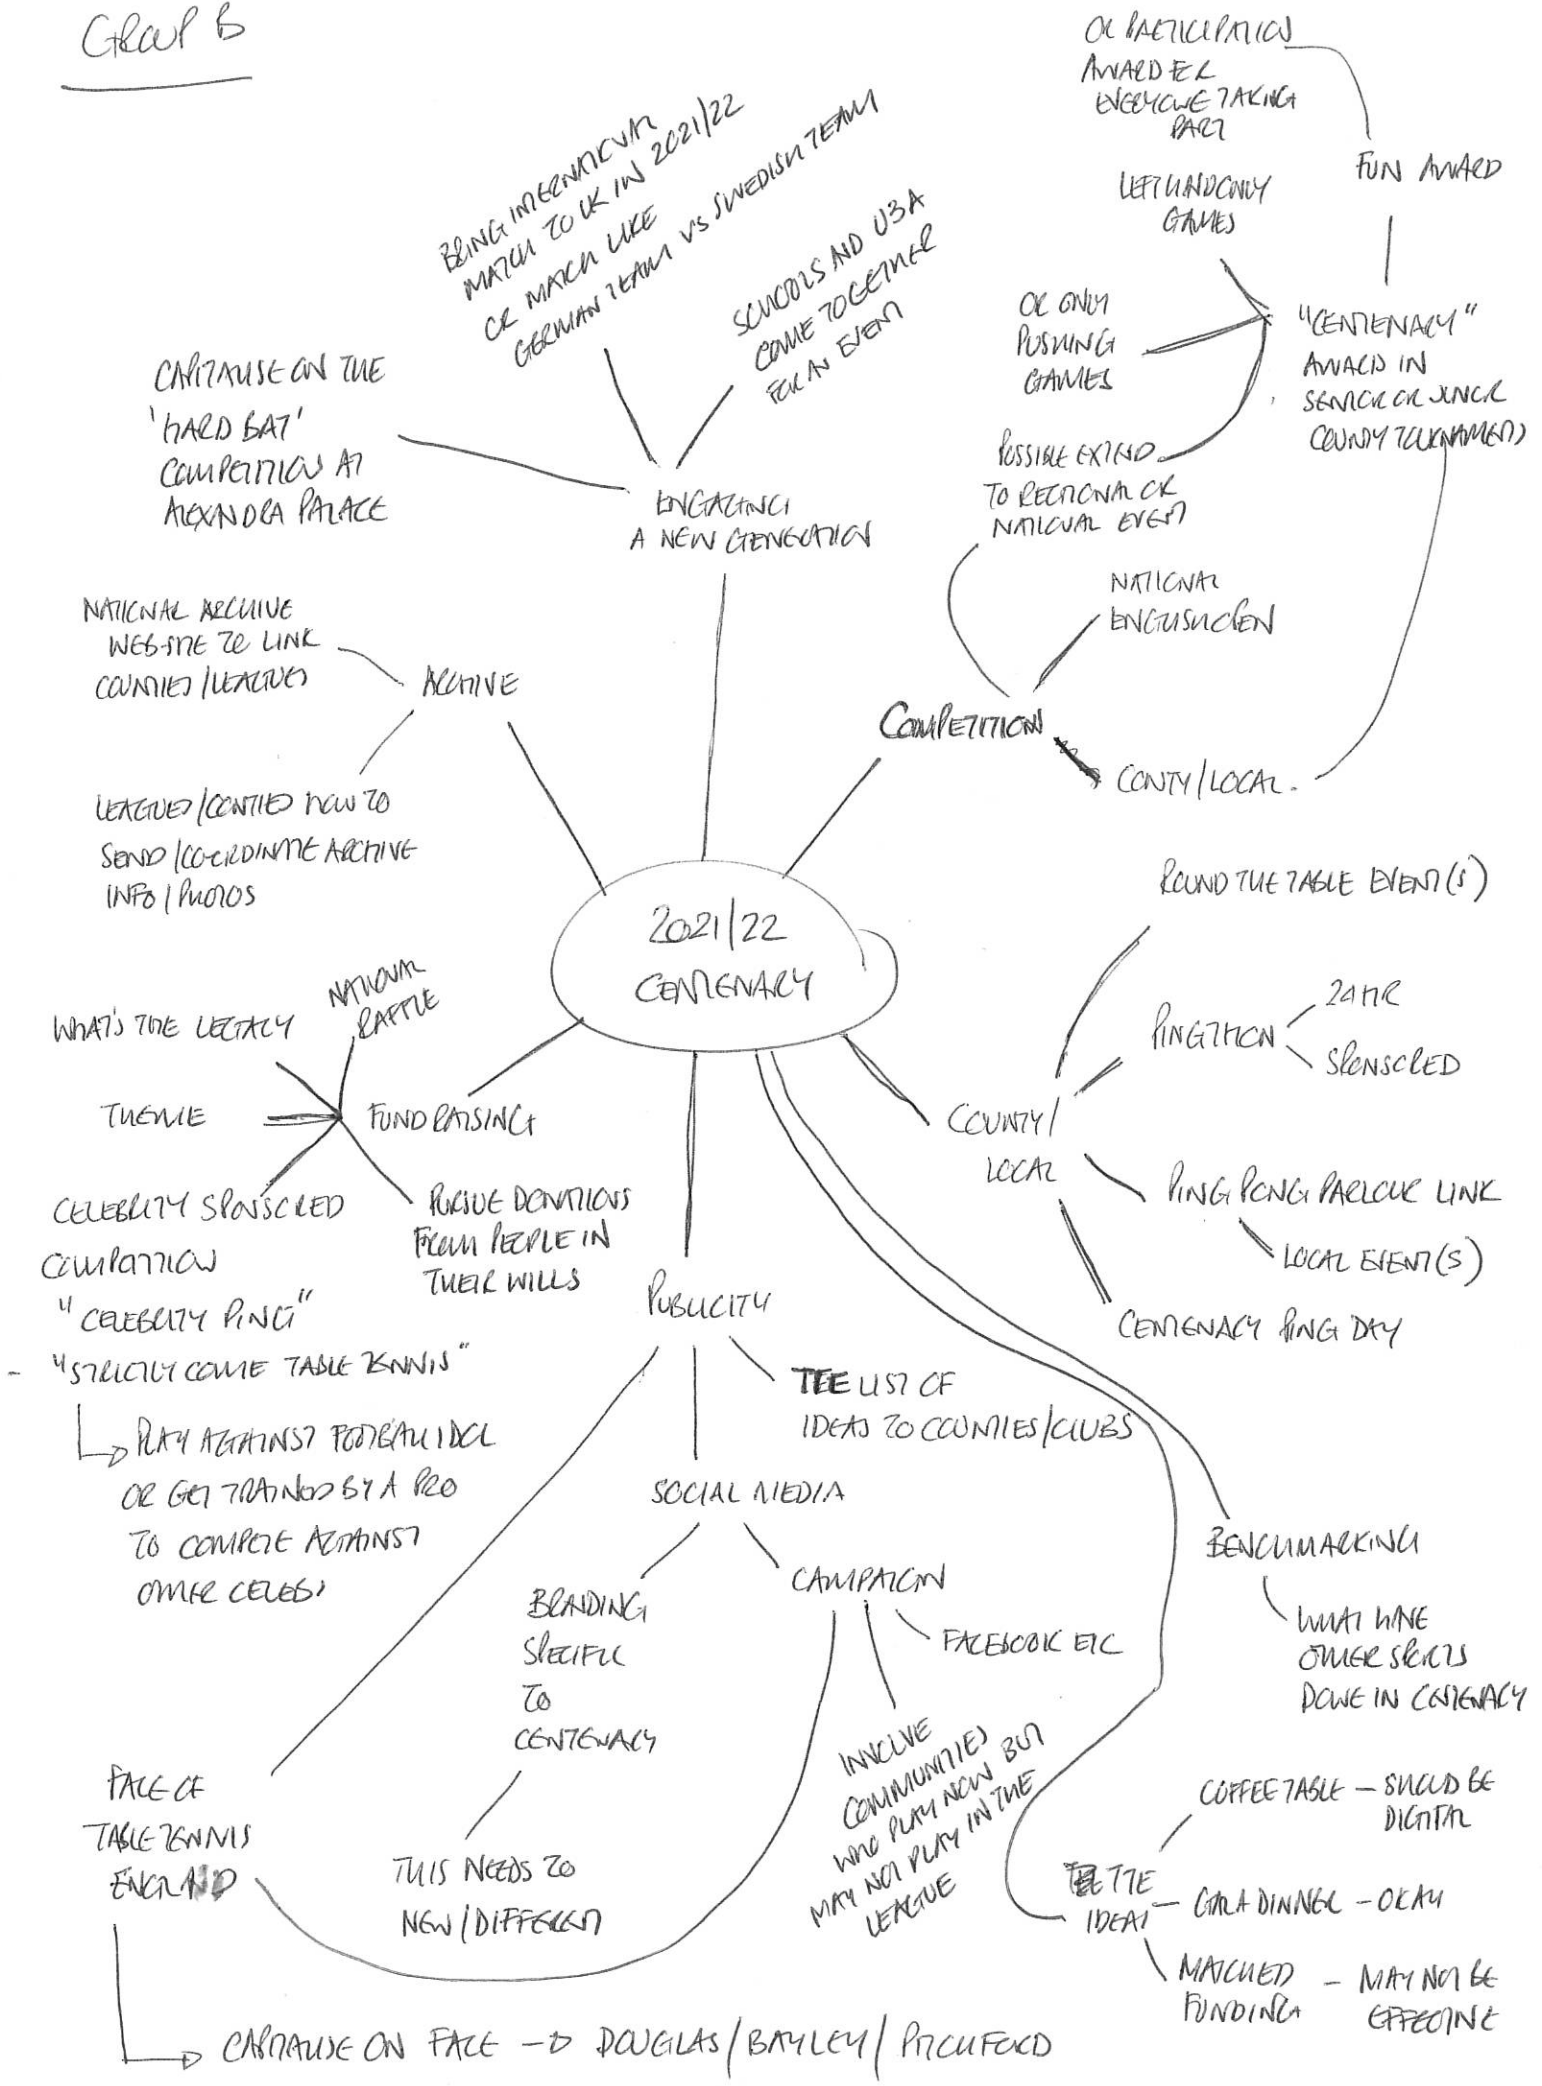 GROUP B
OR PARTICIPATION
AWARD FOR
EVERYONE TAKING
PART
FUN AWARD
LEFT HAND ONLY
GAMES
OR ONLY
PUSHING
GAMES
"CENTENARY"
AWARD IN
SENIOR OR JUNIOR
COUNTY TOURNAMENTS
POSSIBLE EXTEND
TO REGIONAL OR
NATIONAL EVENT
BRING INTERNATIONAL
MATCH TO UK IN 2021/22
OR MATCH LIKE
GERMAN TEAM VS SWEDISH TEAM
SCHOOLS AND U3A
COME TOGETHER
FOR AN EVENT
CAPITALISE ON THE
'HARD BAT'
COMPETITION AT
ALEXNDRA PALACE
ENGAGING
A NEW GENERATION
NATIONAL
ENGLISH OPEN
NATIONAL ARCHIVE
WEB-SITE TO LINK
COUNTIES/LEAGUES
ARCHIVE
COMPETITION
CONTY/LOCAL.
LEAGUES/CONTIES HOW TO
SEND/CO-ORDINATE ARCHIVE
INFO/PHOTOS
2021/22
CENTENARY
ROUND THE TABLE EVENT(S)
PINGTHON
24HR
SPONSORED
COUNTY/
LOCAL
PING PONG PARLOUR LINK
LOCAL EVENT(S)
CENTENARY PING DAY
WHAT'S THE LEGACY
NATIONAL
RAFFLE
THEME
FUNDRAISING
CELEBRITY SPONSORED
COMPETITION
"CELEBRITY PING"
- "STRICTLY COME TABLE TENNIS"
PLAY AGAINST FOOTBALL IDOL
OR GET TRAINED BY A PRO
TO COMPETE AGAINST
OTHER CELEBS
PURSUE DONATIONS
FROM PEOPLE IN
THEIR WILLS
PUBLICITY
TTE LIST OF
IDEAS TO COUNTIES/CLUBS
SOCIAL MEDIA
BRANDING
SPECIFIC
TO
CENTENARY
THIS NEEDS TO
NEW/DIFFERENT
CAMPAIGN
FACEBOOK ETC
INVOLVE
COMMUNITIES
WHO PLAY NOW BUT
MAY NOT PLAY IN THE
LEAGUE
BENCHMARKING
WHAT HAVE
OTHER SPORTS
DONE IN CENTENARY
FACE OF
TABLE TENNIS
ENGLAND
CAPITALISE ON FACE → DOUGLAS/BAYLEY/PITCHFORD
TTE
IDEAS
COFFEE TABLE - SHOULD BE
DIGITAL
- GALA DINNER - OKAY
MATCHED - MAY NOT BE
FUNDING EFFECTIVE